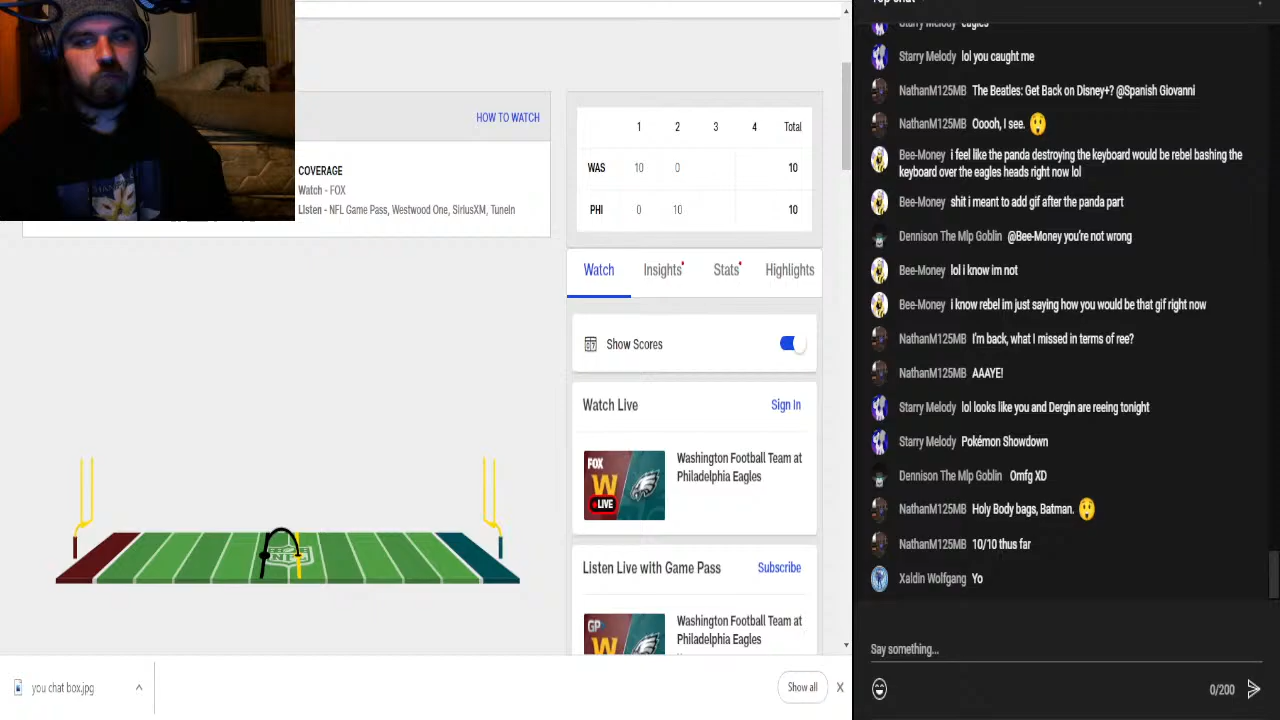 HOW TO WATCH
COVERAGE
Watch - FOX
Listen - NFL Game Pass, Westwood One, SiriusXM, TuneIn
1 2 3 4 Total
WAS 10 0 10
PHI 0 10 10
Watch Insights Stats Highlights
Show Scores
Watch Live Sign In
FOX
W
LIVE
Washington Football Team at
Philadelphia Eagles
NFL
Listen Live with Game Pass Subscribe
GP
W
Washington Football Team at
Philadelphia Eagles
you chat box.jpg
Show all
X
Starry Melody eagles
Starry Melody lol you caught me
NathanM125MB The Beatles: Get Back on Disney+? @Spanish Giovanni
NathanM125MB Ooooh, I see. 😲
Bee-Money i feel like the panda destroying the keyboard would be rebel bashing the
keyboard over the eagles heads right now lol
Bee-Money shit i meant to add gif after the panda part
Dennison The Mlp Goblin @Bee-Money you're not wrong
Bee-Money lol i know im not
Bee-Money i know rebel im just saying how you would be that gif right now
NathanM125MB I'm back, what I missed in terms of ree?
NathanM125MB AAAYE!
Starry Melody lol looks like you and Dergin are reeing tonight
Starry Melody Pokémon Showdown
Dennison The Mlp Goblin Omfg XD
NathanM125MB Holy Body bags, Batman. 😲
NathanM125MB 10/10 thus far
Xaldin Wolfgang Yo
Say something...
0/200